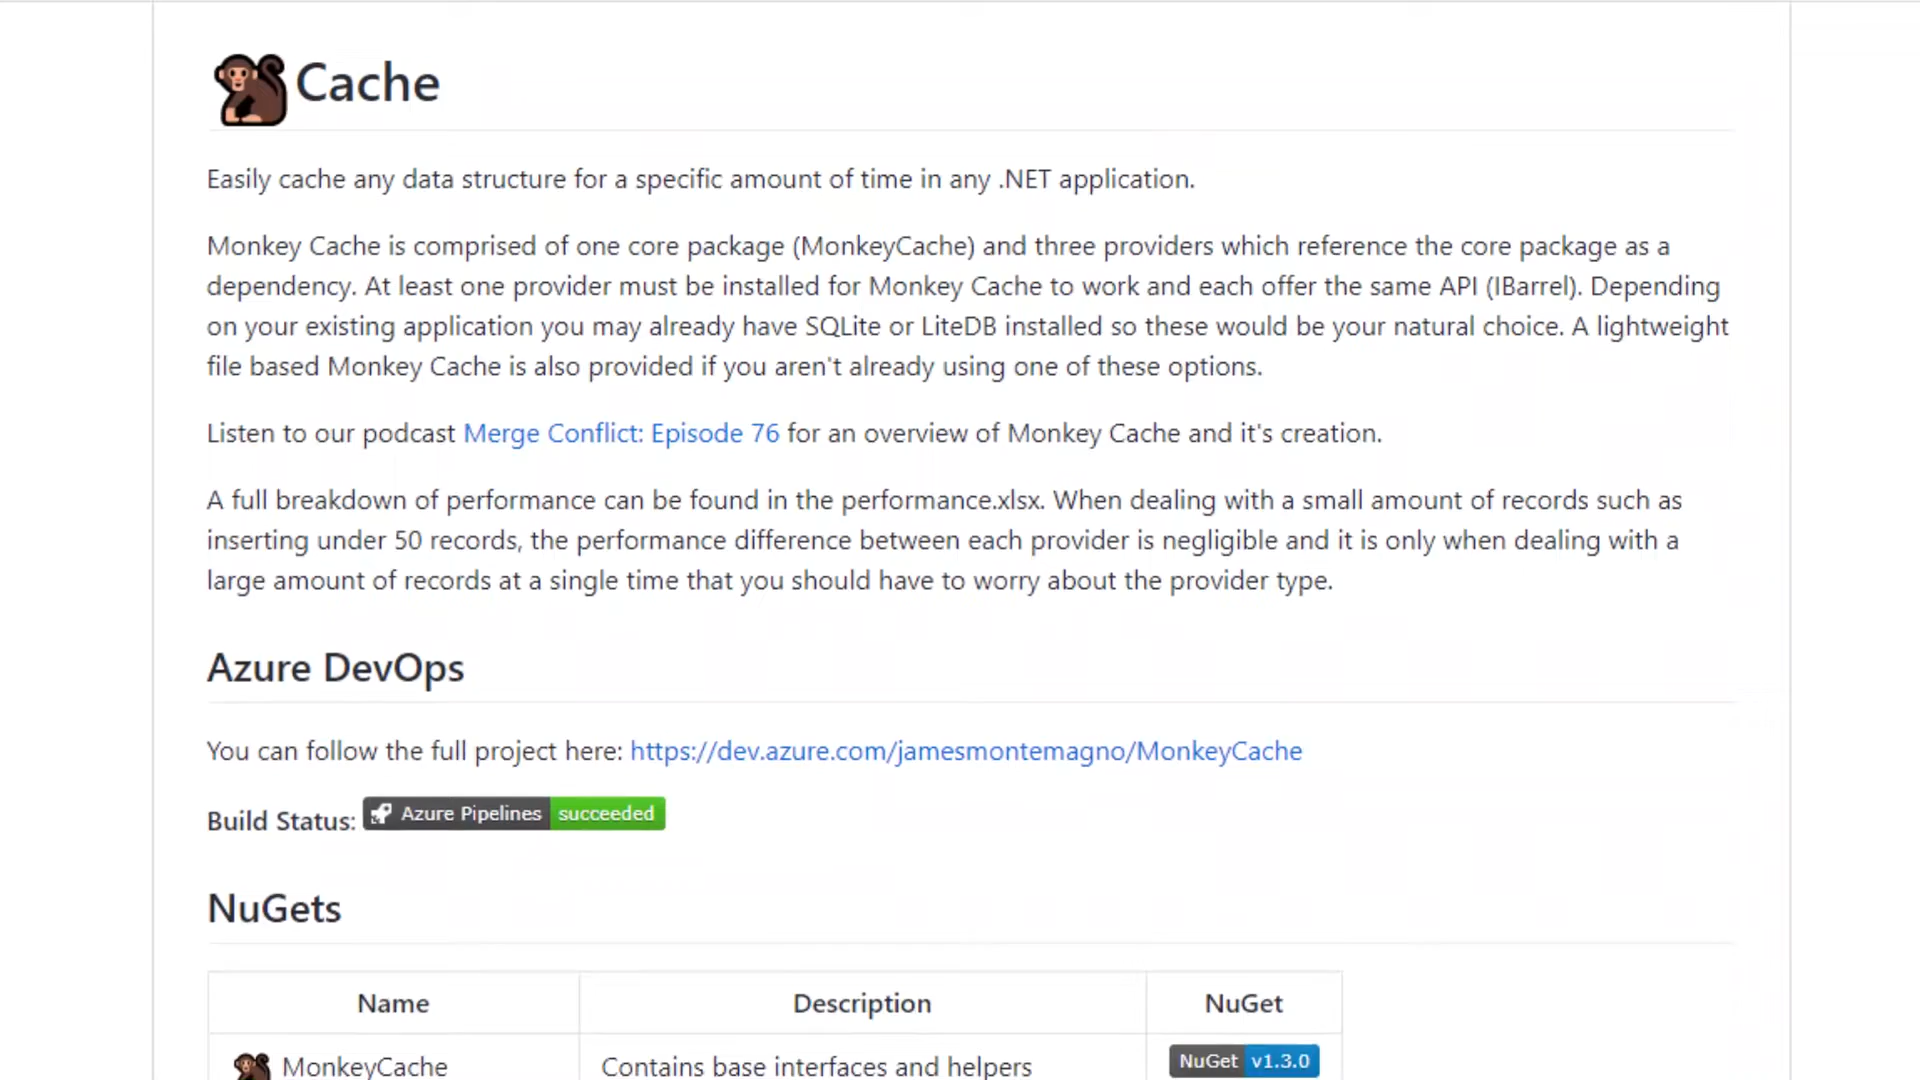 Cache
Easily cache any data structure for a specific amount of time in any .NET application.
Monkey Cache is comprised of one core package (MonkeyCache) and three providers which reference the core package as a
dependency. At least one provider must be installed for Monkey Cache to work and each offer the same API (IBarrel). Depending
on your existing application you may already have SQLite or LiteDB installed so these would be your natural choice. A lightweight
file based Monkey Cache is also provided if you aren't already using one of these options.
Listen to our podcast Merge Conflict: Episode 76 for an overview of Monkey Cache and it's creation.
A full breakdown of performance can be found in the performance.xlsx. When dealing with a small amount of records such as
inserting under 50 records, the performance difference between each provider is negligible and it is only when dealing with a
large amount of records at a single time that you should have to worry about the provider type.
Azure DevOps
You can follow the full project here: https://dev.azure.com/jamesmontemagno/MonkeyCache
Build Status: Azure Pipelines succeeded
NuGets
Name Description NuGet
MonkeyCache Contains base interfaces and helpers NuGet v1.3.0